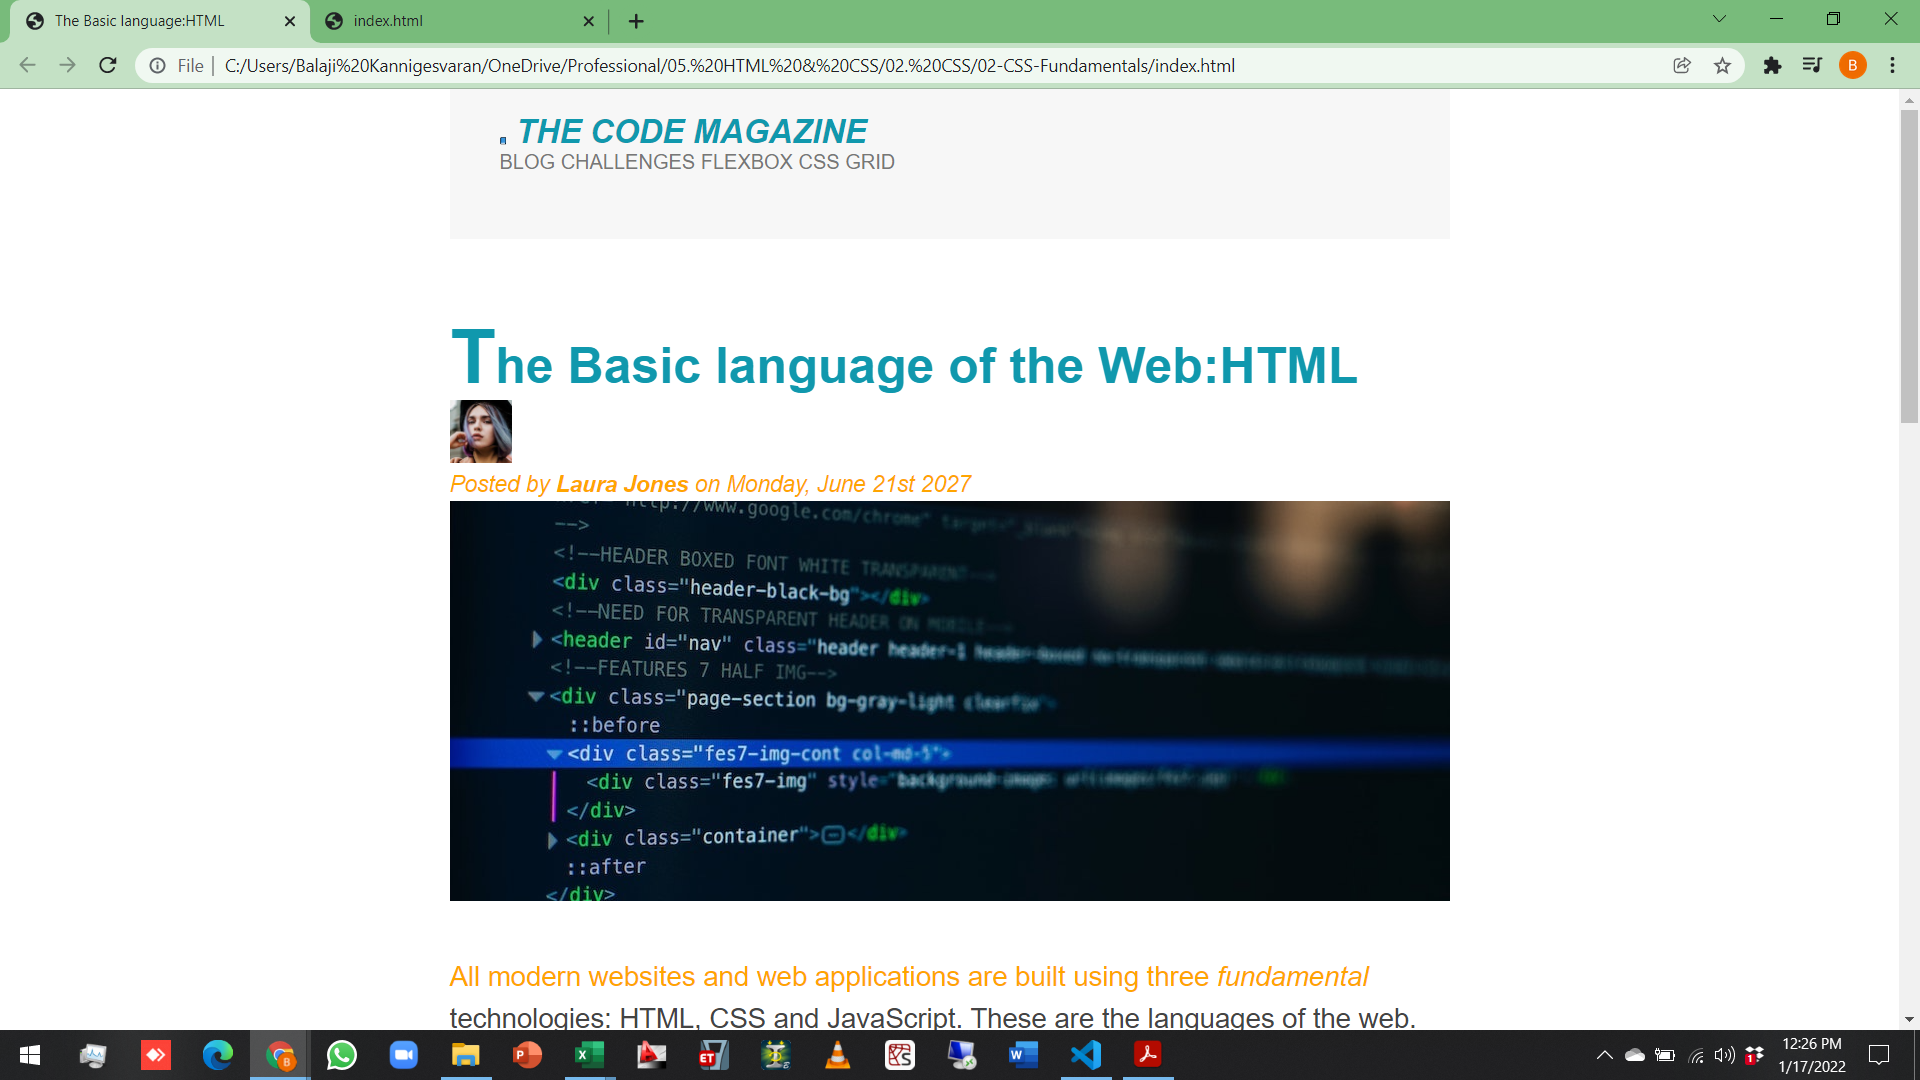 The Basic language:HTML
index.html
File
C:/Users/Balaji%20Kannigesvaran/OneDrive/Professional/05.%20HTML%20&%20CSS/02.%20CSS/02-CSS-Fundamentals/index.html
B
THE CODE MAGAZINE
BLOG CHALLENGES FLEXBOX CSS GRID
The Basic language of the Web:HTML
Posted by Laura Jones on Monday, June 21st 2027
http://www.google.com/chrome"
-->
<!--HEADER BOXED FONT WHITE TRANSPARENT-->
<div class="header-black-bg"></div>
<!--NEED FOR TRANSPARENT HEADER ON MOBILE-->
<header id="nav" class="header header-1 header-boxed
<!--FEATURES 7 HALF IMG-->
<div class="page-section bg-gray-light clearfix">
::before
<div class="fes7-img-cont col-md-5">
<div class="fes7-img" style="background-image:
</div>
<div class="container"></div>
::after
</div>
All modern websites and web applications are built using three fundamental
technologies: HTML, CSS and JavaScript. These are the languages of the web.
12:26 PM
1/17/2022